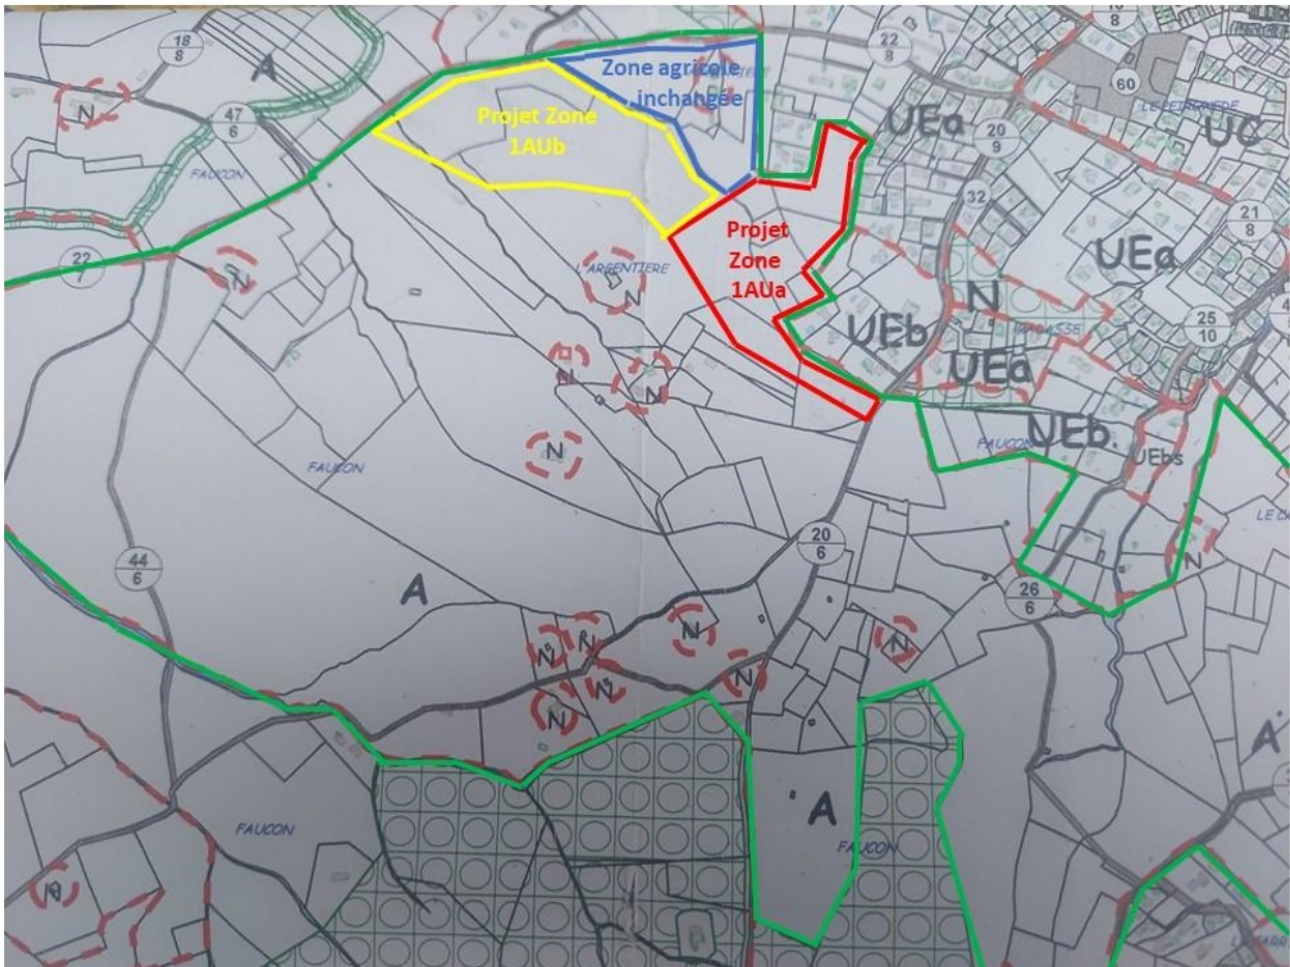 18
8
22
8
60
A
Zone agricole
inchangée
N
47
6
Projet Zone
1AUb
UEa
20
9
UC
FAUCON
32
21
8
22
Projet
Zone
1AUa
UEa
N
L'ARGENTIERE
N
N
UEb
25
10
UEa
N
N
FAUCON
UEb
N
UEbs
FAUCON
20
6
N
44
6
A
26
6
N
N
N
N
N
N
N
A
A
FAUCON
FAUCON
N